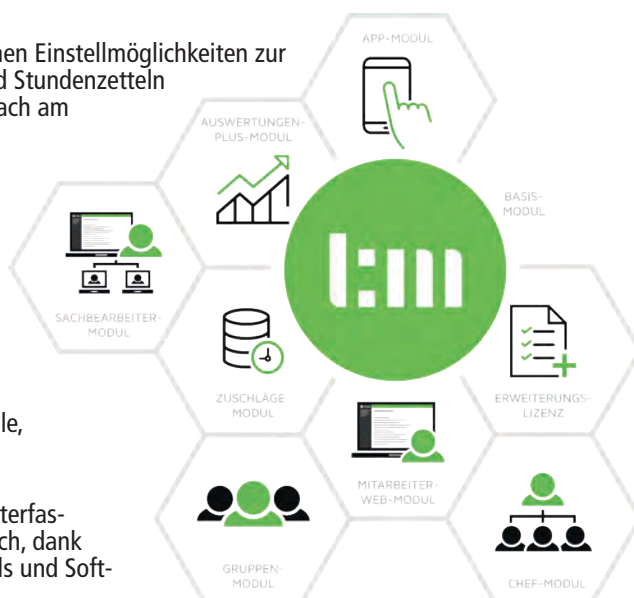 nen Einstellmöglichkeiten zur
d Stundenzetteln
ach am
le,
terfas-
ch, dank
ls und Soft-
APP-MODUL
AUSWERTUNGEN-
PLUS-MODUL
BASIS-
MODUL
SACHBEARBEITER-
MODUL
ZUSCHLÄGE-
MODUL
ERWEITERUNGS-
LIZENZ
MITARBEITER-
WEB-MODUL
GRUPPEN-
MODUL
CHEF-MODUL